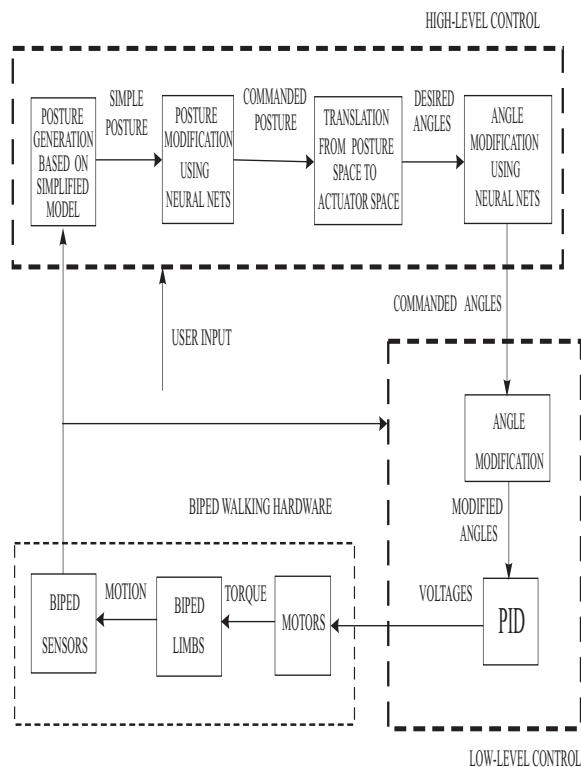 HIGH-LEVEL CONTROL
SIMPLE
POSTURE
COMMANDED
POSTURE
DESIRED
ANGLES
POSTURE
GENERATION
BASED ON
SIMPLIFIED
MODEL
POSTURE
MODIFICATION
USING
NEURAL NETS
TRANSLATION
FROM POSTURE
SPACE TO
ACTUATOR SPACE
ANGLE
MODIFICATION
USING
NEURAL NETS
COMMANDED ANGLES
USER INPUT
ANGLE
MODIFICATION
BIPED WALKING HARDWARE
MODIFIED
ANGLES
BIPED
SENSORS
MOTION
BIPED
LIMBS
TORQUE
MOTORS
VOLTAGES
PID
LOW-LEVEL CONTROL